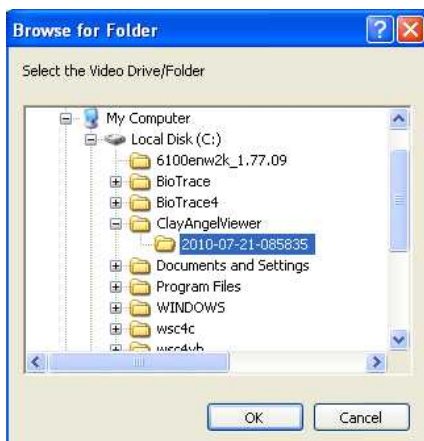 Browse for Folder
Select the Video Drive/Folder
My Computer
Local Disk (C:)
6100enw2k_1.77.09
BioTrace
BioTrace4
ClayAngelViewer
2010-07-21-085835
Documents and Settings
Program Files
WINDOWS
wsc4c
wsc4vb
OK Cancel